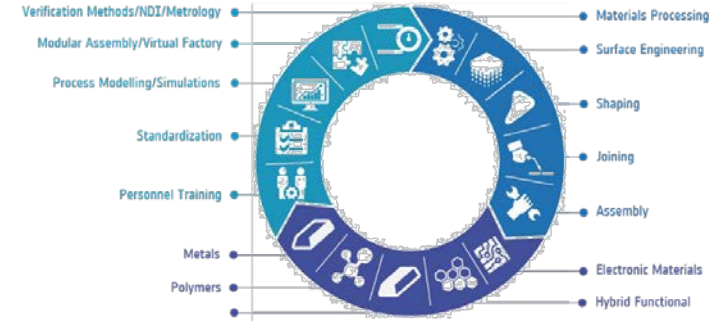 Verification Methods/NDI/Metrology
Modular Assembly/Virtual Factory
Process Modelling/Simulations
Standardization
Personnel Training
Metals
Polymers
Materials Processing
Surface Engineering
Shaping
Joining
Assembly
Electronic Materials
Hybrid Functional